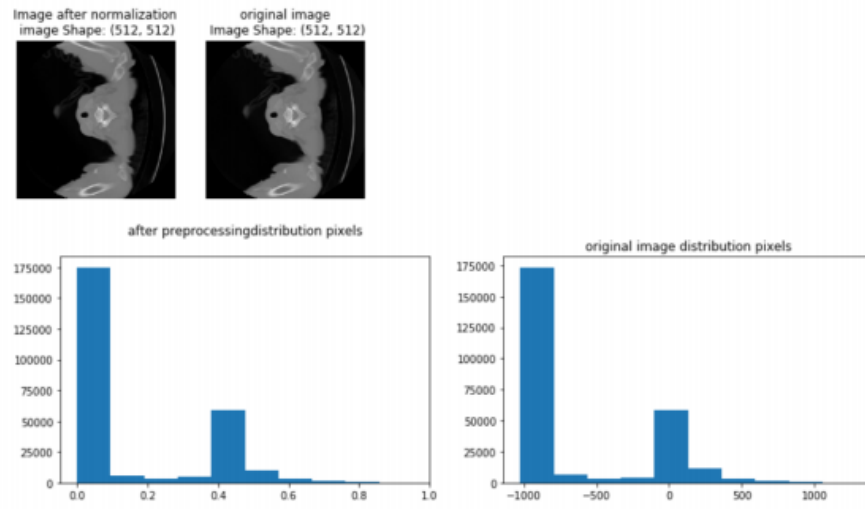 Image after normalization
image Shape: (512, 512)
original image
Image Shape: (512, 512)
after preprocessingdistribution pixels
175000
150000
125000
100000
75000
50000
25000
0
0.0 0.2 0.4 0.6 0.8 1.0
original image distribution pixels
175000
150000
125000
100000
75000
50000
25000
0
−1000 −500 0 500 1000